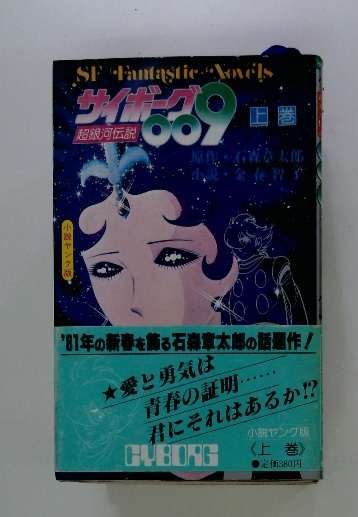 SF Fantastic Novels
サイボーグ009
上巻
超銀河伝説
原作・石森章太郎
小説・金春智子
小説ヤング版
'81年の新春を飾る石森章太郎の話題作!
★愛と勇気は
青春の証明……
君にそれはあるか!?
小説ヤング版
CYBORG
《上巻》
●定価380円